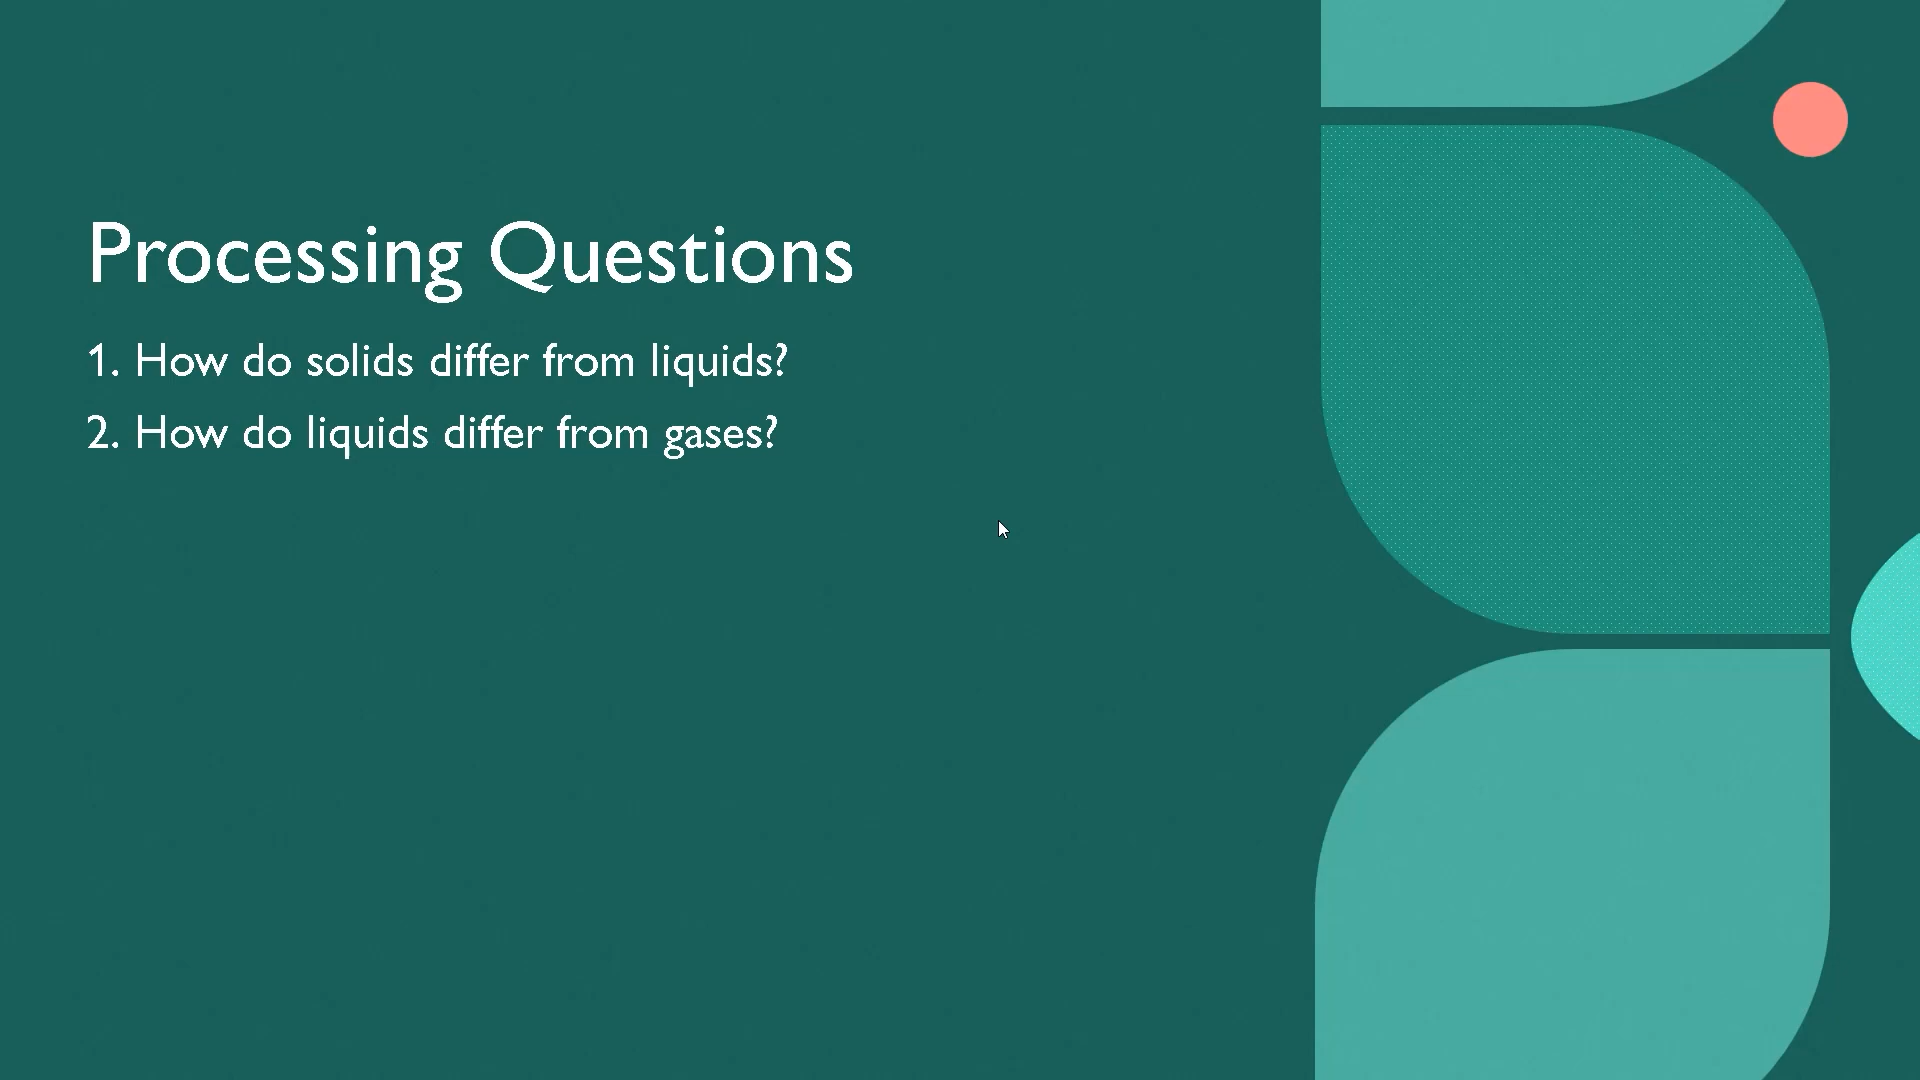 Processing Questions
1. How do solids differ from liquids?
2. How do liquids differ from gases?